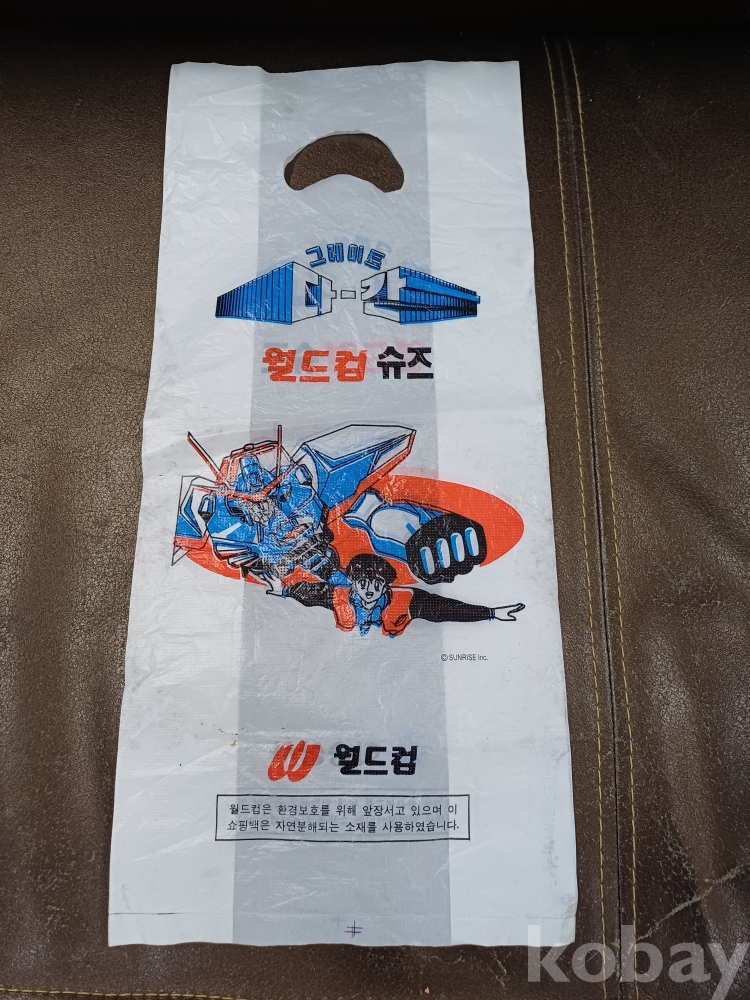 그레이트
다-간
월드컵 슈즈
©SUNRISE Inc.
월드컵
월드컵은 환경보호를 위해 앞장서고 있으며 이
쇼핑백은 자연분해되는 소재를 사용하였습니다.
kobay